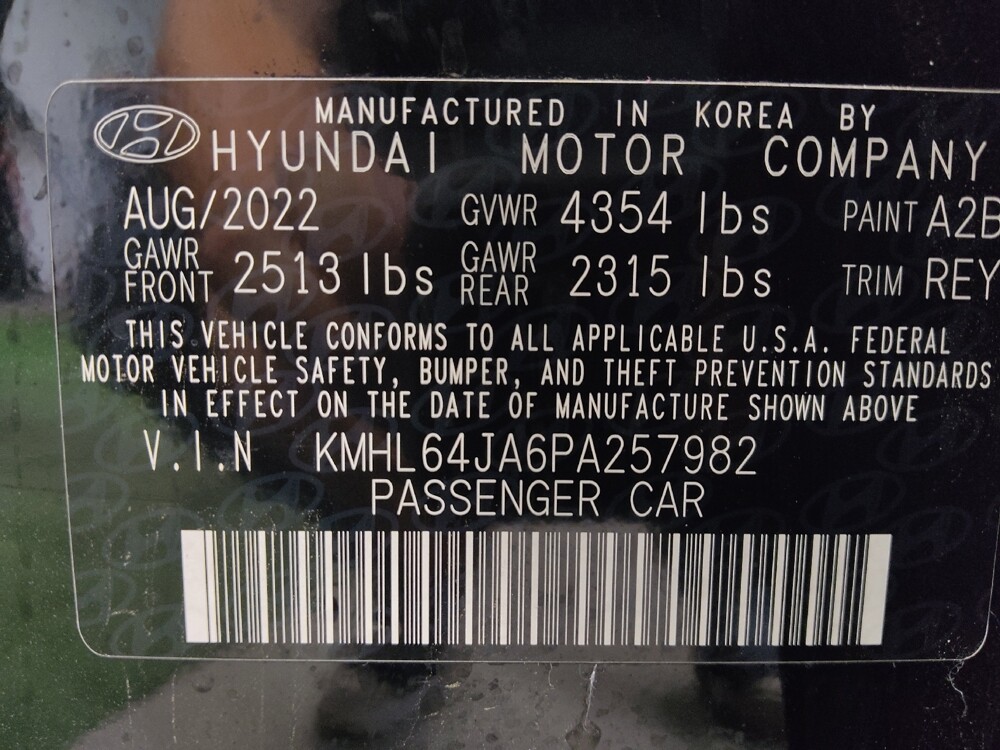 MANUFACTURED IN KOREA BY
HYUNDAI MOTOR COMPANY
AUG/2022 GVWR 4354 lbs PAINT A2B
GAWR FRONT 2513 lbs GAWR REAR 2315 lbs TRIM REY
THIS VEHICLE CONFORMS TO ALL APPLICABLE U.S.A. FEDERAL
MOTOR VEHICLE SAFETY, BUMPER, AND THEFT PREVENTION STANDARDS
IN EFFECT ON THE DATE OF MANUFACTURE SHOWN ABOVE
V.I.N KMHL64JA6PA257982
PASSENGER CAR